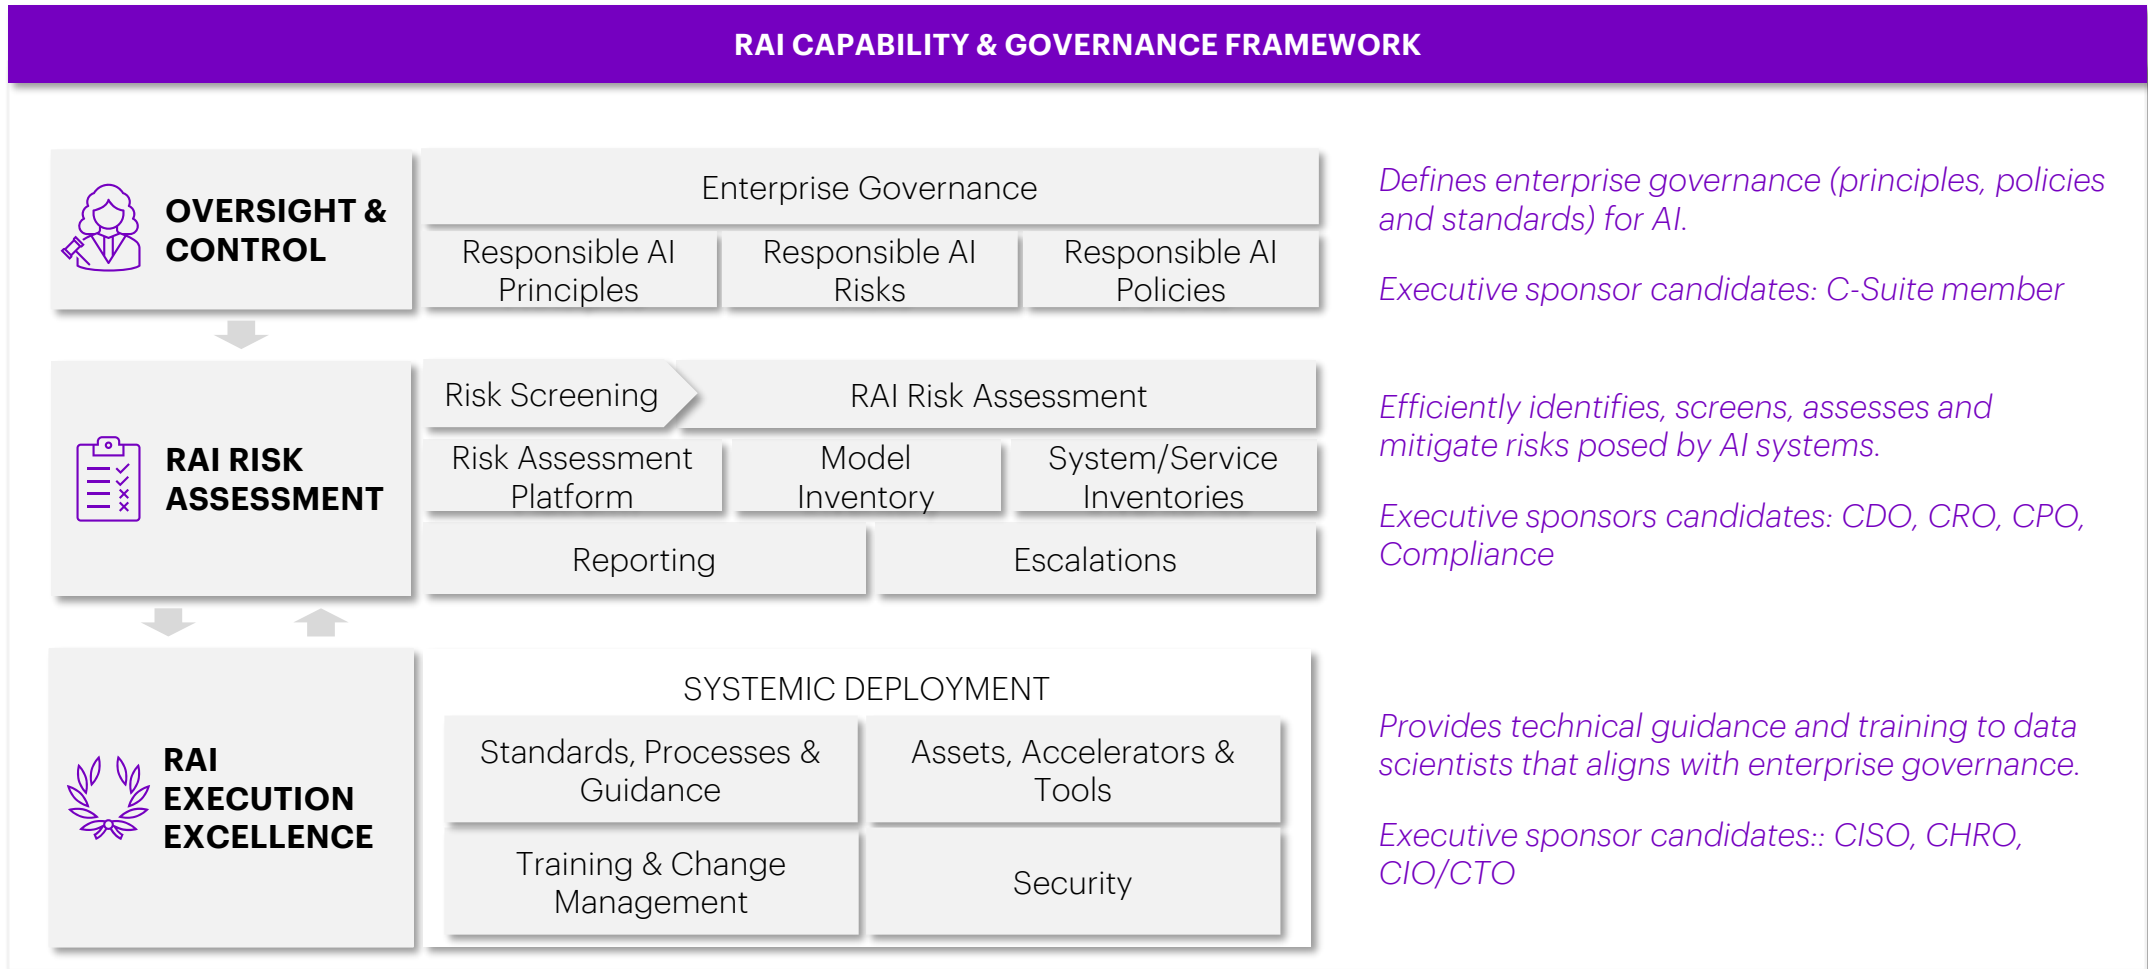 RAI CAPABILITY & GOVERNANCE FRAMEWORK
OVERSIGHT &
CONTROL
Enterprise Governance
Responsible AI
Principles
Responsible AI
Risks
Responsible AI
Policies
Defines enterprise governance (principles, policies
and standards) for AI.
Executive sponsor candidates: C-Suite member
RAI RISK
ASSESSMENT
Risk Screening
RAI Risk Assessment
Risk Assessment
Platform
Model
Inventory
System/Service
Inventories
Reporting
Escalations
Efficiently identifies, screens, assesses and
mitigate risks posed by AI systems.
Executive sponsors candidates: CDO, CRO, CPO,
Compliance
RAI
EXECUTION
EXCELLENCE
SYSTEMIC DEPLOYMENT
Standards, Processes &
Guidance
Assets, Accelerators &
Tools
Training & Change
Management
Security
Provides technical guidance and training to data
scientists that aligns with enterprise governance.
Executive sponsor candidates:: CISO, CHRO,
CIO/CTO